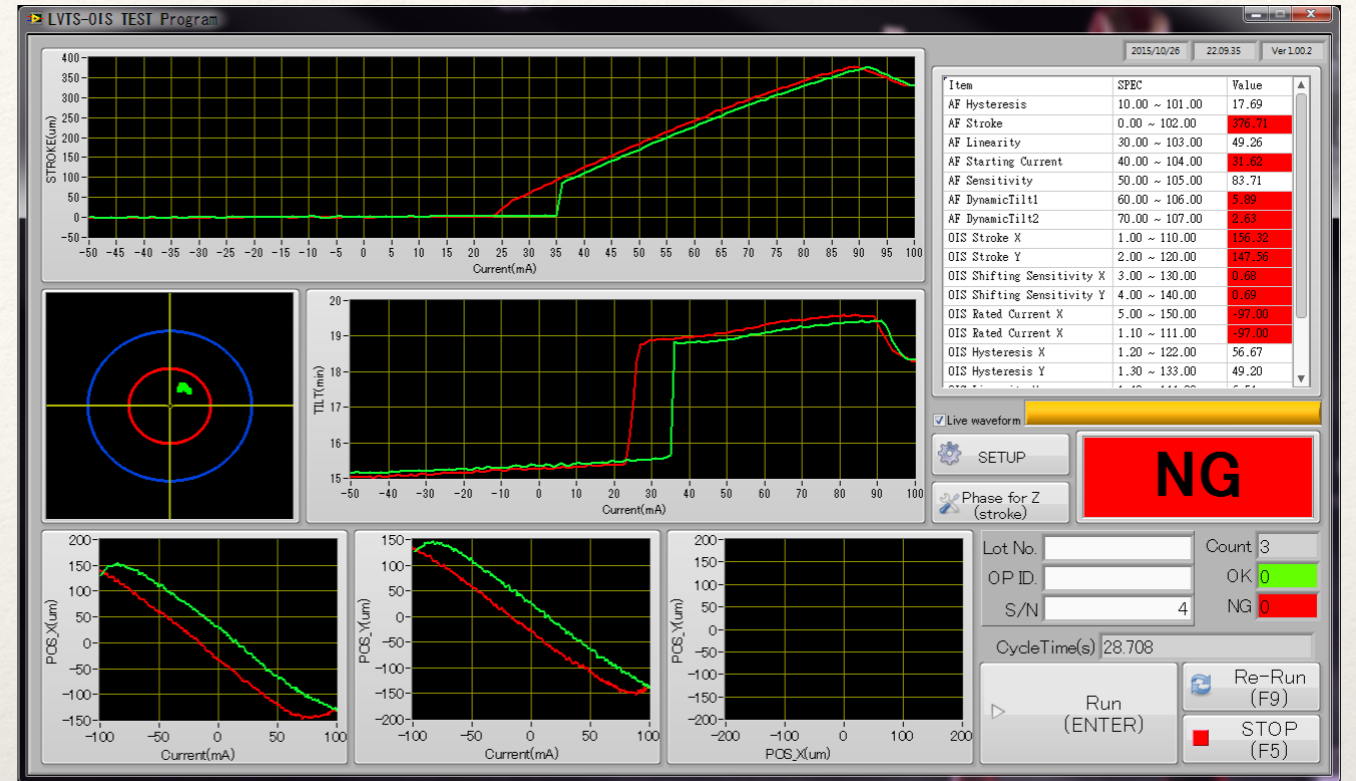 LVTS-OIS TEST Program
2015/10/26 22.09.35 Ver1.00.2
400
350
300
250
200
150
100
50
0
-50
STROKE(um)
-50 -45 -40 -35 -30 -25 -20 -15 -10 -5 0 5 10 15 20 25 30 35 40 45 50 55 60 65 70 75 80 85 90 95 100
Current(mA)
Item SPEC Value
AF Hysteresis 10.00 ~ 101.00 17.69
AF Stroke 0.00 ~ 102.00 376.71
AF Linearity 30.00 ~ 103.00 49.26
AF Starting Current 40.00 ~ 104.00 31.62
AF Sensitivity 50.00 ~ 105.00 83.71
AF DynamicTilt1 60.00 ~ 106.00 5.89
AF DynamicTilt2 70.00 ~ 107.00 2.63
OIS Stroke X 1.00 ~ 110.00 156.32
OIS Stroke Y 2.00 ~ 120.00 147.56
OIS Shifting Sensitivity X 3.00 ~ 130.00 0.68
OIS Shifting Sensitivity Y 4.00 ~ 140.00 0.69
OIS Rated Current X 5.00 ~ 150.00 -97.00
OIS Rated Current X 1.10 ~ 111.00 -97.00
OIS Hysteresis X 1.20 ~ 122.00 56.67
OIS Hysteresis Y 1.30 ~ 133.00 49.20
20
19
18
17
16
15
TILT(min)
-50 -40 -30 -20 -10 0 10 20 30 40 50 60 70 80 90 100
Current(mA)
Live waveform
SETUP
Phase for Z
(stroke)
NG
200
150
100
50
0
-50
-100
-150
POS_X(um)
-100 -50 0 50 100
Current(mA)
150
100
50
0
-50
-100
-150
-200
POS_Y(um)
-100 -50 0 50 100
Current(mA)
200
150
100
50
0
-50
-100
-150
-200
POS_Y(um)
-200 -100 0 100 200
POS_X(um)
Lot No.
OP ID.
S/N 4
Count 3
OK 0
NG 0
CycleTime(s) 28.708
Run
(ENTER)
Re-Run
(F9)
STOP
(F5)